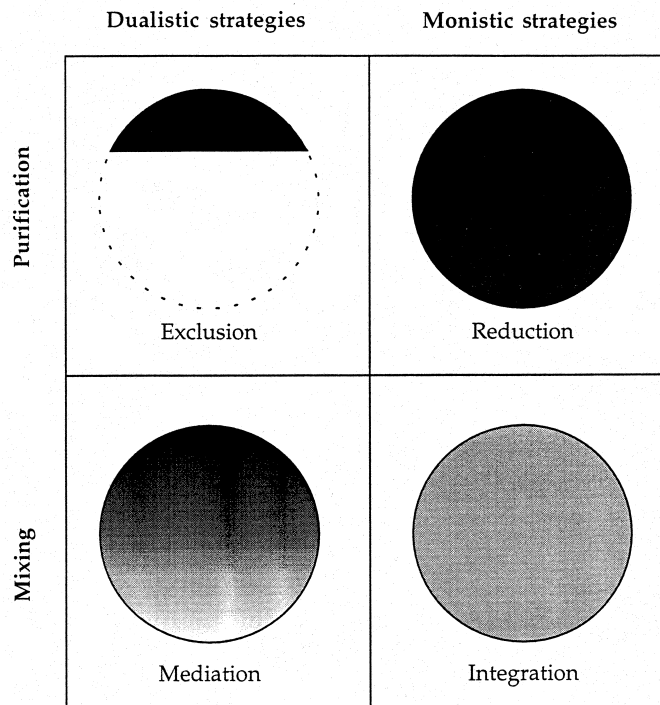 Dualistic strategies
Monistic strategies
Purification
Exclusion
Reduction
Mixing
Mediation
Integration